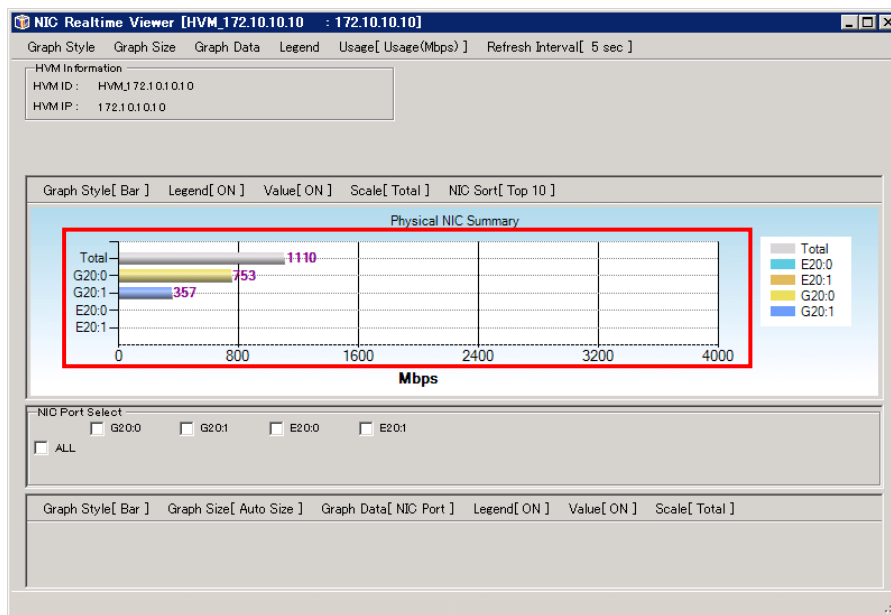 NIC Realtime Viewer [HVM_172.10.10.10 : 172.10.10.10]
Graph Style Graph Size Graph Data Legend Usage[ Usage(Mbps) ] Refresh Interval[ 5 sec ]
HVM Information
HVM ID : HVM_172.10.10.10
HVM IP : 172.10.10.10
Graph Style[ Bar ] Legend[ ON ] Value[ ON ] Scale[ Total ] NIC Sort[ Top 10 ]
Physical NIC Summary
Total 1110
G20:0 753
G20:1 357
E20:0
E20:1
0 800 1600 2400 3200 4000
Mbps
Total
E20:0
E20:1
G20:0
G20:1
NIC Port Select
G20:0 G20:1 E20:0 E20:1
ALL
Graph Style[ Bar ] Graph Size[ Auto Size ] Graph Data[ NIC Port ] Legend[ ON ] Value[ ON ] Scale[ Total ]